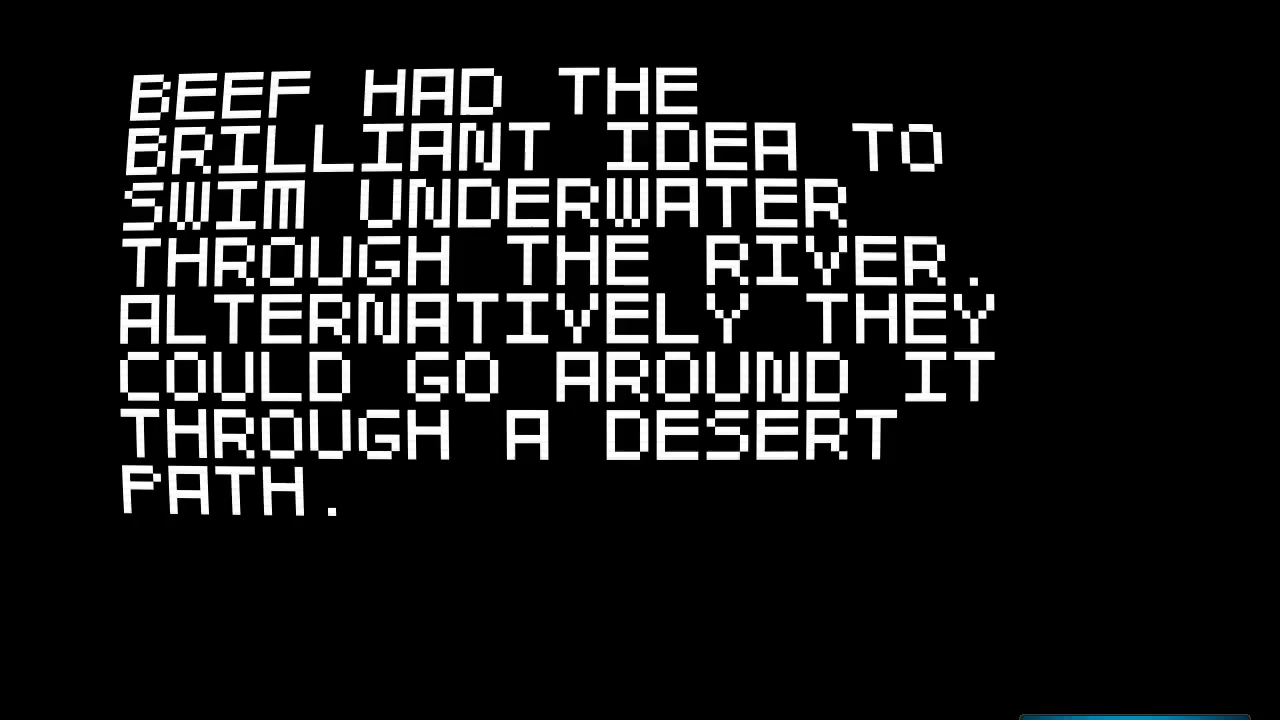 BEEF HAD THE
BRILLIANT IDEA TO
SWIM UNDERWATER
THROUGH THE RIVER.
ALTERNATIVELY THEY
COULD GO AROUND IT
THROUGH A DESERT
PATH.